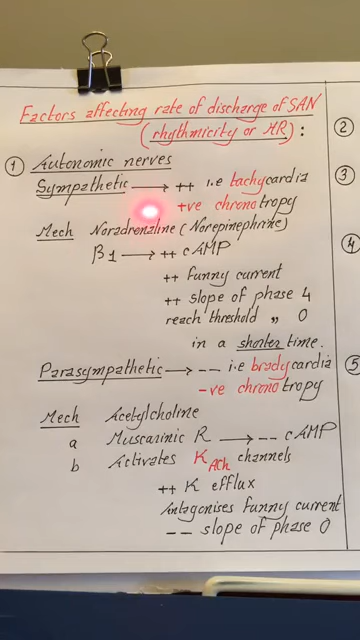 Factors affecting rate of discharge of SAN
(rhythmicity or HR):
① Autonomic nerves
Sympathetic → ++ i.e tachycardia
+ve chronotropy
Mech Noradrenaline (Norepinephrine)
β1 → ++ cAMP
++ funny current
++ slope of phase 4
reach threshold ,, 0
in a shorter time.
Parasympathetic → -- i.e bradycardia
-ve chronotropy
Mech Acetylcholine
a Muscarinic R → -- cAMP
b Activates K ACh channels
++ K efflux
Antagonises funny current
-- slope of phase 0
②
③
④
⑤